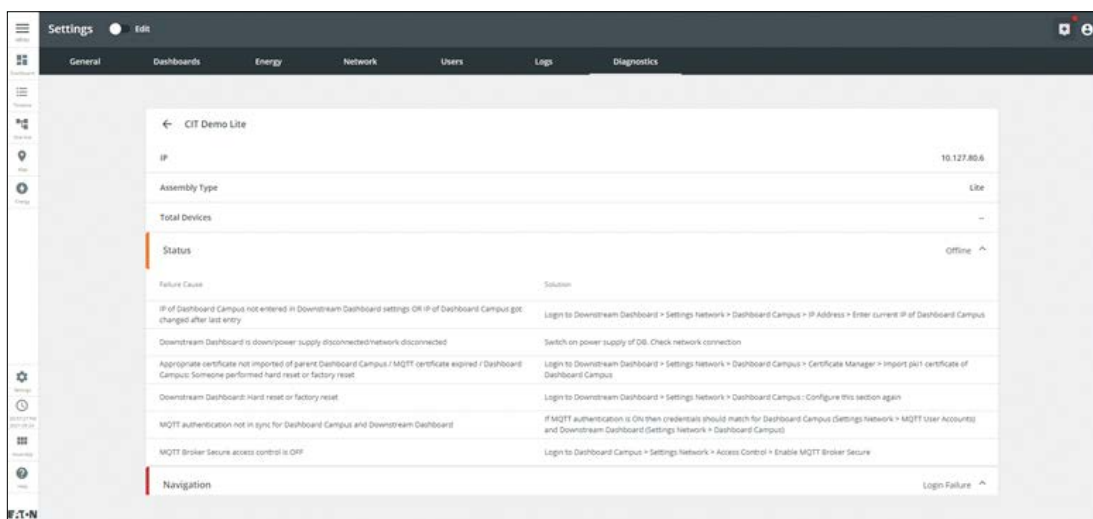 Settings Edit
General Dashboards Energy Network Users Logs Diagnostics
CIT Demo Lite
IP 10.127.80.6
Assembly Type Lite
Total Devices --
Status Offline
Failure Cause Solution
IP of Dashboard Campus not entered in Downstream Dashboard settings OR IP of Dashboard Campus got
changed after last entry
Login to Downstream Dashboard > Settings Network > Dashboard Campus > IP Address > Enter current IP of Dashboard Campus
Downstream Dashboard is down/power supply disconnected/network disconnected
Switch on power supply of DB. Check network connection
Appropriate certificate not imported of parent Dashboard Campus / MQTT certificate expired / Dashboard
Campus: Someone performed hard reset or factory reset
Login to Downstream Dashboard > Settings Network > Dashboard Campus > Certificate Manager > Import pki1 certificate of
Dashboard Campus
Downstream Dashboard: Hard reset or factory reset
Login to Downstream Dashboard > Settings Network > Dashboard Campus : Configure this section again
MQTT authentication not in sync for Dashboard Campus and Downstream Dashboard
If MQTT authentication is ON then credentials should match for Dashboard Campus (Settings Network > MQTT User Accounts)
and Downstream Dashboard (Settings Network > Dashboard Campus)
MQTT Broker Secure access control is OFF
Login to Dashboard Campus > Settings Network > Access Control > Enable MQTT Broker Secure
Navigation Login Failure
EATON